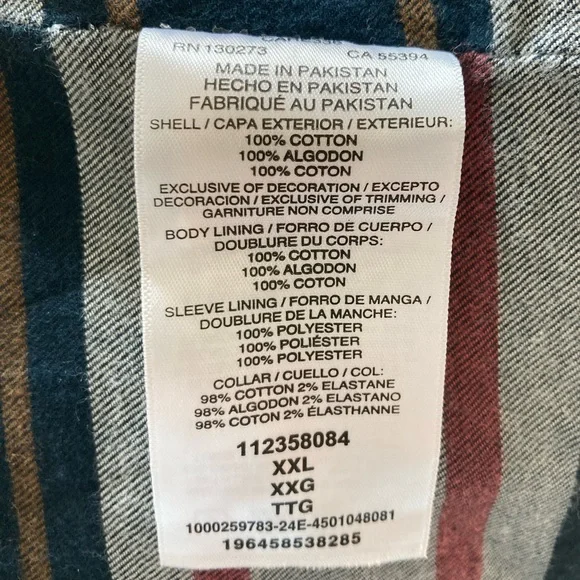 RN 130273 CA 55394
MADE IN PAKISTAN
HECHO EN PAKISTAN
FABRIQUÉ AU PAKISTAN
SHELL / CAPA EXTERIOR / EXTERIEUR:
100% COTTON
100% ALGODON
100% COTON
EXCLUSIVE OF DECORATION / EXCEPTO
DECORACION / EXCLUSIVE OF TRIMMING /
GARNITURE NON COMPRISE
BODY LINING / FORRO DE CUERPO /
DOUBLURE DU CORPS:
100% COTTON
100% ALGODON
100% COTON
SLEEVE LINING / FORRO DE MANGA /
DOUBLURE DE LA MANCHE:
100% POLYESTER
100% POLIÉSTER
100% POLYESTER
COLLAR / CUELLO / COL:
98% COTTON 2% ELASTANE
98% ALGODON 2% ELASTANO
98% COTON 2% ÉLASTHANNE
112358084
XXL
XXG
TTG
1000259783-24E-4501048081
196458538285